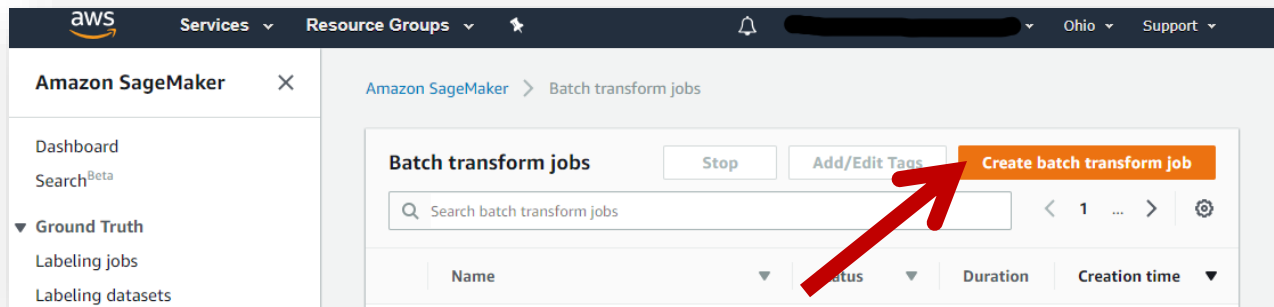 aws Services Resource Groups Ohio Support
Amazon SageMaker
Amazon SageMaker > Batch transform jobs
Dashboard
Search Beta
Batch transform jobs Stop Add/Edit Tags Create batch transform job
Search batch transform jobs 1 ...
Ground Truth
Labeling jobs
Labeling datasets
Name Status Duration Creation time